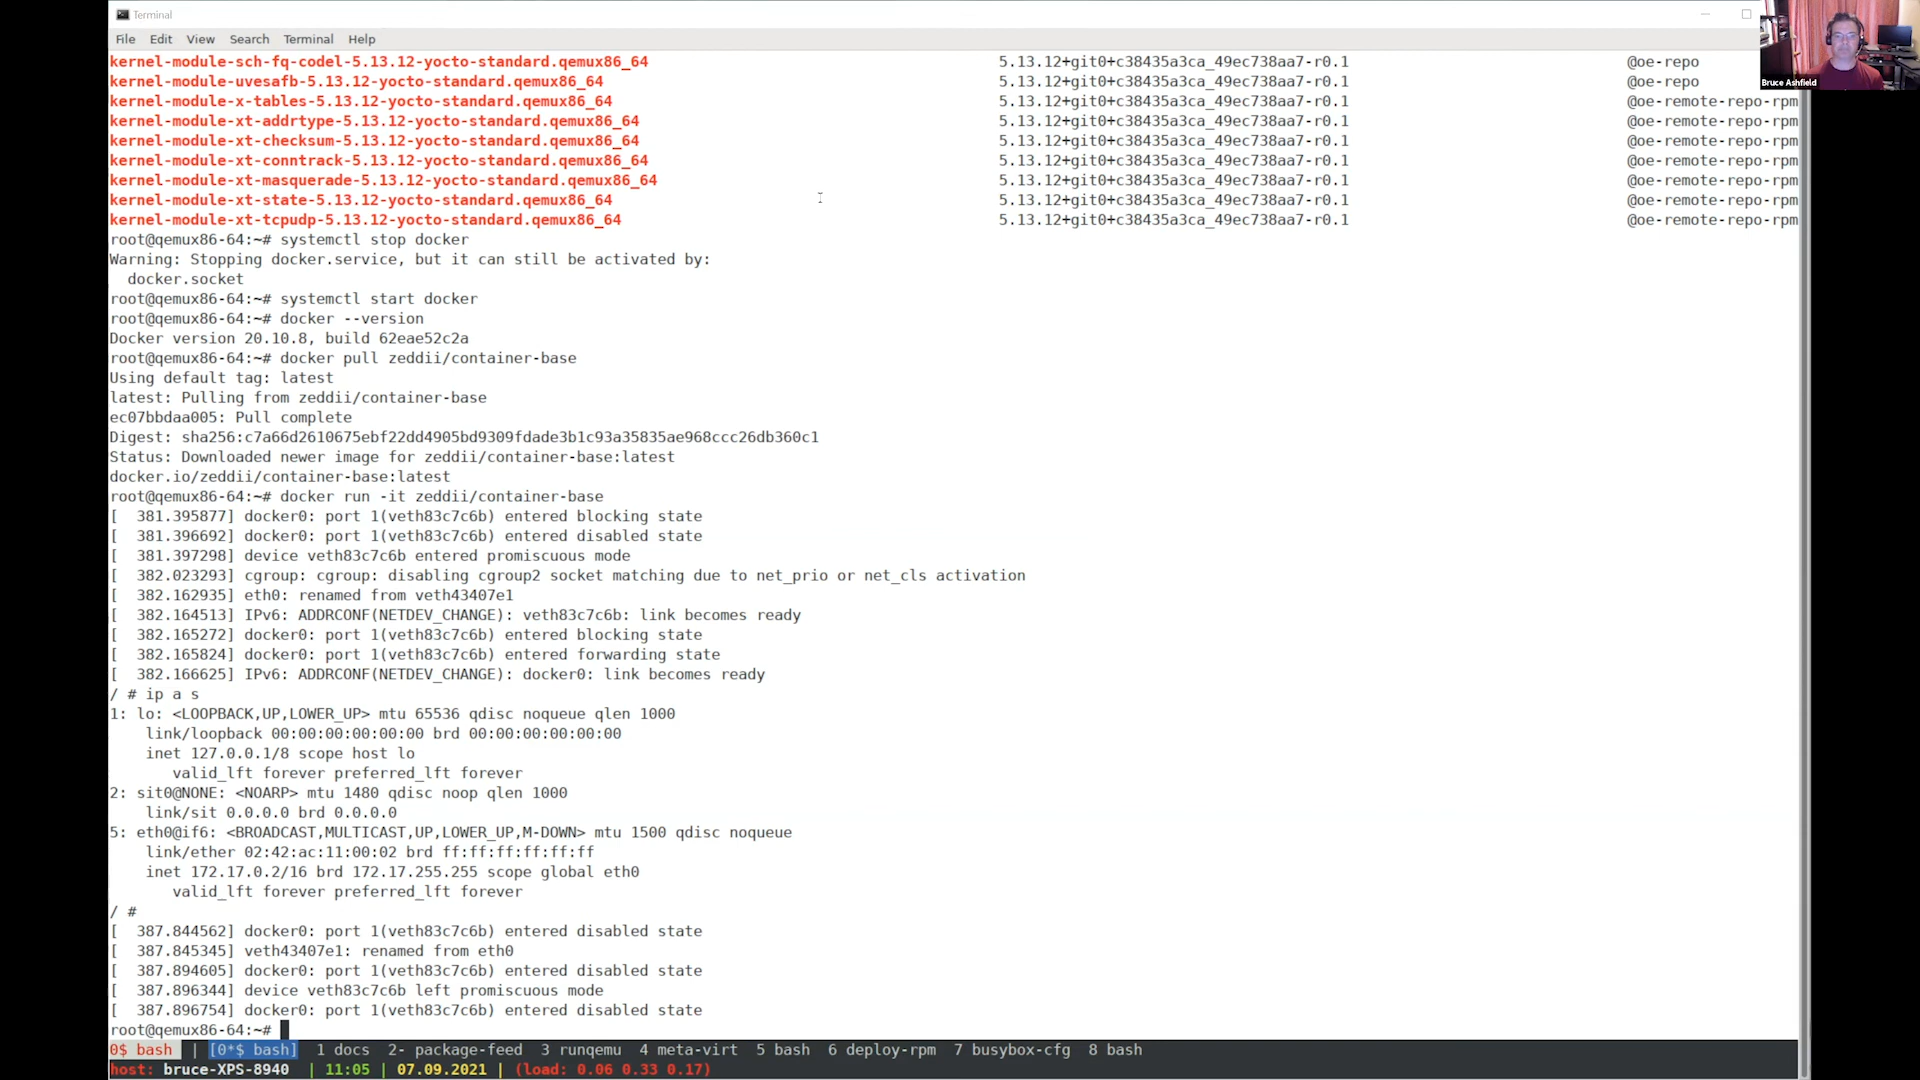 Terminal
File Edit View Search Terminal Help
kernel-module-sch-fq-codel-5.13.12-yocto-standard.qemux86_64 5.13.12+git0+c38435a3ca_49ec738aa7-r0.1 @oe-repo
kernel-module-uvesafb-5.13.12-yocto-standard.qemux86_64 5.13.12+git0+c38435a3ca_49ec738aa7-r0.1 @oe-repo
kernel-module-x-tables-5.13.12-yocto-standard.qemux86_64 5.13.12+git0+c38435a3ca_49ec738aa7-r0.1 @oe-remote-repo-rpm
kernel-module-xt-addrtype-5.13.12-yocto-standard.qemux86_64 5.13.12+git0+c38435a3ca_49ec738aa7-r0.1 @oe-remote-repo-rpm
kernel-module-xt-checksum-5.13.12-yocto-standard.qemux86_64 5.13.12+git0+c38435a3ca_49ec738aa7-r0.1 @oe-remote-repo-rpm
kernel-module-xt-conntrack-5.13.12-yocto-standard.qemux86_64 5.13.12+git0+c38435a3ca_49ec738aa7-r0.1 @oe-remote-repo-rpm
kernel-module-xt-masquerade-5.13.12-yocto-standard.qemux86_64 5.13.12+git0+c38435a3ca_49ec738aa7-r0.1 @oe-remote-repo-rpm
kernel-module-xt-state-5.13.12-yocto-standard.qemux86_64 5.13.12+git0+c38435a3ca_49ec738aa7-r0.1 @oe-remote-repo-rpm
kernel-module-xt-tcpudp-5.13.12-yocto-standard.qemux86_64 5.13.12+git0+c38435a3ca_49ec738aa7-r0.1 @oe-remote-repo-rpm
root@qemux86-64:~# systemctl stop docker
Warning: Stopping docker.service, but it can still be activated by:
  docker.socket
root@qemux86-64:~# systemctl start docker
root@qemux86-64:~# docker --version
Docker version 20.10.8, build 62eae52c2a
root@qemux86-64:~# docker pull zeddii/container-base
Using default tag: latest
latest: Pulling from zeddii/container-base
ec07bbdaa005: Pull complete
Digest: sha256:c7a66d2610675ebf22dd4905bd9309fdade3b1c93a35835ae968ccc26db360c1
Status: Downloaded newer image for zeddii/container-base:latest
docker.io/zeddii/container-base:latest
root@qemux86-64:~# docker run -it zeddii/container-base
[  381.395877] docker0: port 1(veth83c7c6b) entered blocking state
[  381.396692] docker0: port 1(veth83c7c6b) entered disabled state
[  381.397298] device veth83c7c6b entered promiscuous mode
[  382.023293] cgroup: cgroup: disabling cgroup2 socket matching due to net_prio or net_cls activation
[  382.162935] eth0: renamed from veth43407e1
[  382.164513] IPv6: ADDRCONF(NETDEV_CHANGE): veth83c7c6b: link becomes ready
[  382.165272] docker0: port 1(veth83c7c6b) entered blocking state
[  382.165824] docker0: port 1(veth83c7c6b) entered forwarding state
[  382.166625] IPv6: ADDRCONF(NETDEV_CHANGE): docker0: link becomes ready
/ # ip a s
1: lo: <LOOPBACK,UP,LOWER_UP> mtu 65536 qdisc noqueue qlen 1000
    link/loopback 00:00:00:00:00:00 brd 00:00:00:00:00:00
    inet 127.0.0.1/8 scope host lo
       valid_lft forever preferred_lft forever
2: sit0@NONE: <NOARP> mtu 1480 qdisc noop qlen 1000
    link/sit 0.0.0.0 brd 0.0.0.0
5: eth0@if6: <BROADCAST,MULTICAST,UP,LOWER_UP,M-DOWN> mtu 1500 qdisc noqueue
    link/ether 02:42:ac:11:00:02 brd ff:ff:ff:ff:ff:ff
    inet 172.17.0.2/16 brd 172.17.255.255 scope global eth0
       valid_lft forever preferred_lft forever
/ #
[  387.844562] docker0: port 1(veth83c7c6b) entered disabled state
[  387.845345] veth43407e1: renamed from eth0
[  387.894605] docker0: port 1(veth83c7c6b) entered disabled state
[  387.896344] device veth83c7c6b left promiscuous mode
[  387.896754] docker0: port 1(veth83c7c6b) entered disabled state
root@qemux86-64:~#
0$ bash | [0*$ bash] 1 docs 2- package-feed 3 runqemu 4 meta-virt 5 bash 6 deploy-rpm 7 busybox-cfg 8 bash
host: bruce-XPS-8940 | 11:05 | 07.09.2021 | (load: 0.06 0.33 0.17)
Bruce Ashfield